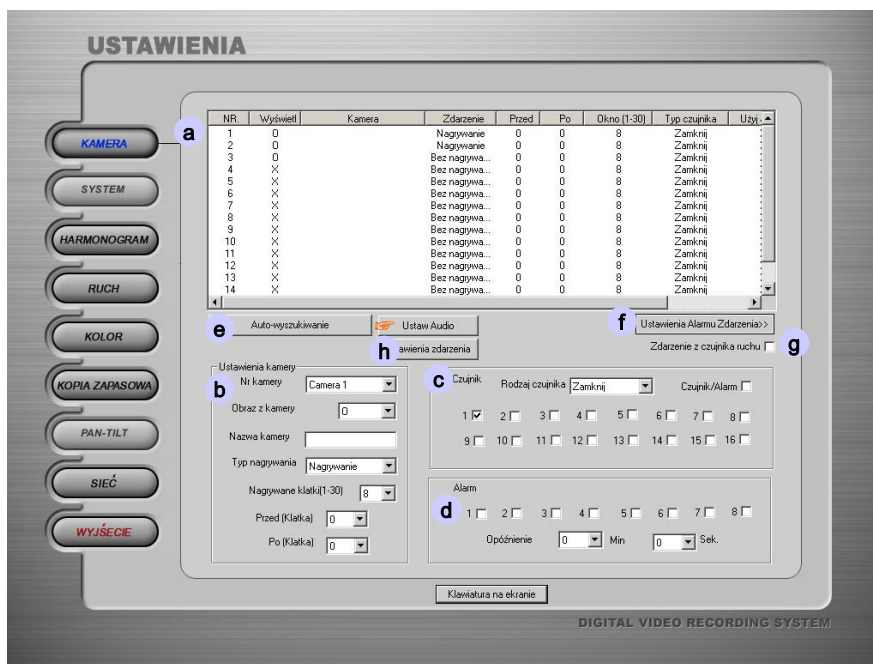 USTAWIENIA
KAMERA
SYSTEM
HARMONOGRAM
RUCH
KOLOR
KOPIA ZAPASOWA
PAN-TILT
SIEĆ
WYJŚECIE
a
NR. Wyświetl Kamera Zdarzenie Przed Po Okno (1-30) Typ czujnika Użyj
1 O Nagrywanie 0 0 8 Zamknij
2 O Nagrywanie 0 0 8 Zamknij
3 O Bez nagrywa... 0 0 8 Zamknij
4 X Bez nagrywa... 0 0 8 Zamknij
5 X Bez nagrywa... 0 0 8 Zamknij
6 X Bez nagrywa... 0 0 8 Zamknij
7 X Bez nagrywa... 0 0 8 Zamknij
8 X Bez nagrywa... 0 0 8 Zamknij
9 X Bez nagrywa... 0 0 8 Zamknij
10 X Bez nagrywa... 0 0 8 Zamknij
11 X Bez nagrywa... 0 0 8 Zamknij
12 X Bez nagrywa... 0 0 8 Zamknij
13 X Bez nagrywa... 0 0 8 Zamknij
14 X Bez nagrywa... 0 0 8 Zamknij
e Auto-wyszukiwanie Ustaw Audio f Ustawienia Alarmu Zdarzenia>>
h awienia zdarzenia Zdarzenie z czujnika ruchu g
Ustawienia kamery
b Nr kamery Camera 1
Obraz z kamery O
Nazwa kamery
Typ nagrywania Nagrywanie
Nagrywane klatki(1-30) 8
Przed (Klatka) 0
Po (Klatka) 0
c Czujnik Rodzaj czujnika Zamknij Czujnik/Alarm
1 2 3 4 5 6 7 8
9 10 11 12 13 14 15 16
Alarm
d 1 2 3 4 5 6 7 8
Opóźnienie 0 Min 0 Sek.
Klawiatura na ekranie
DIGITAL VIDEO RECORDING SYSTEM